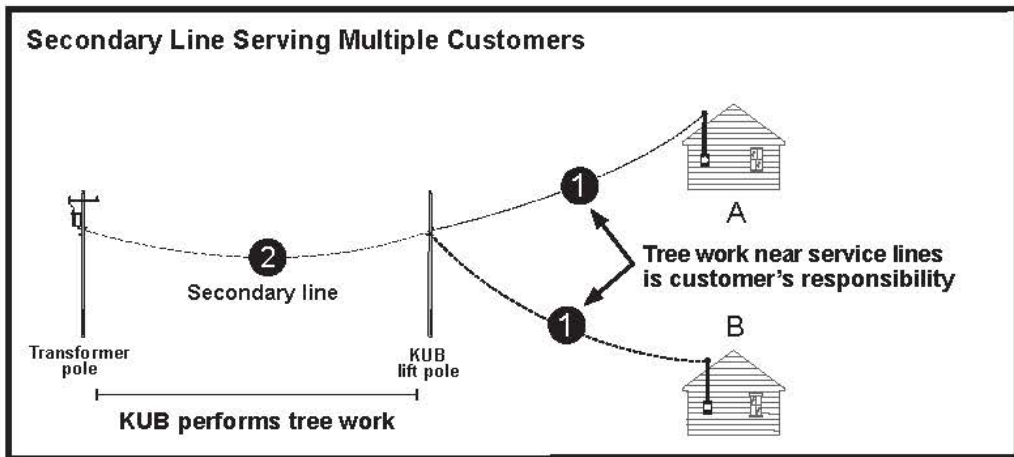 Secondary Line Serving Multiple Customers
1
A
2
Secondary line
Tree work near service lines
is customer's responsibility
1
B
Transformer
pole
KUB
lift pole
KUB performs tree work